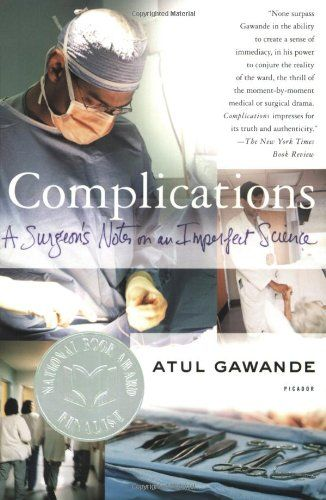 Copyrighted Material
"None surpass
Gawande in the ability
to create a sense of
immediacy, in his power
to conjure the reality
of the ward, the thrill of
the moment-by-moment
medical or surgical drama.
Complications impresses for
its truth and authenticity."
—The New York Times
Book Review
Complications
A Surgeon's Notes on an Imperfect Science
NATIONAL BOOK AWARD
FINALIST
ATUL GAWANDE
PICADOR
Copyrighted Material